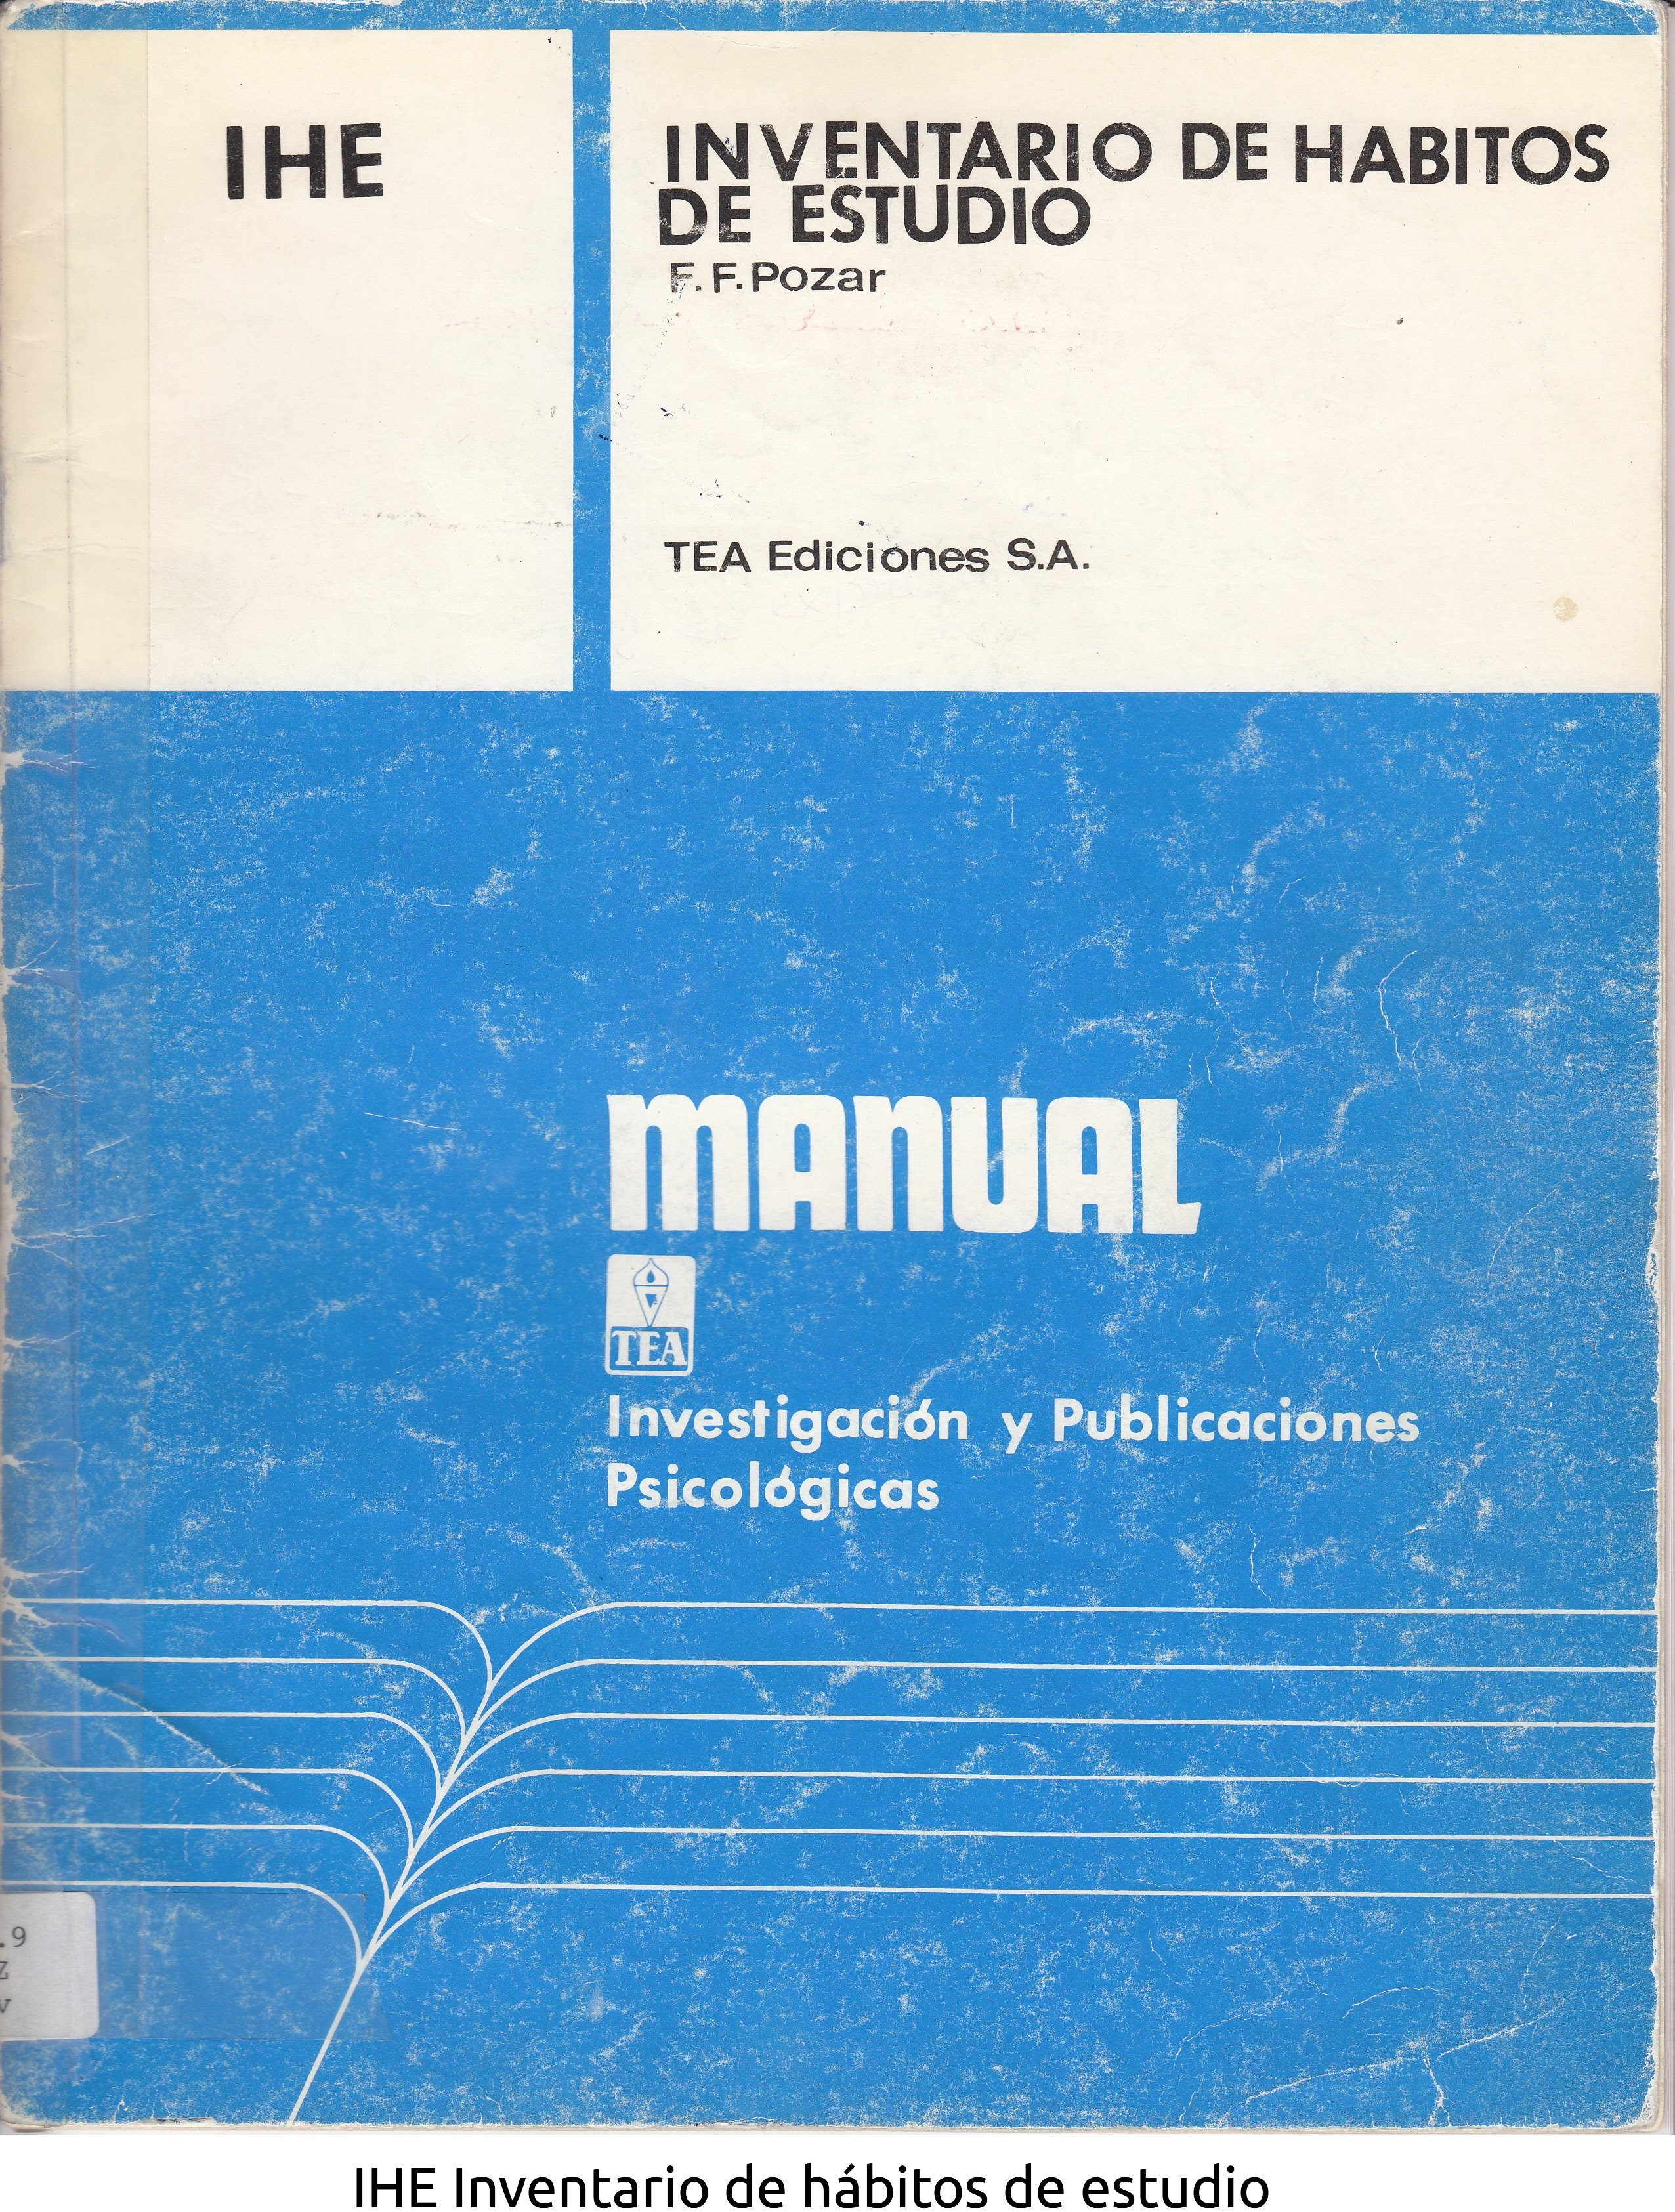 IHE
INVENTARIO DE HABITOS
DE ESTUDIO
F. F. Pozar
TEA Ediciones S.A.
MANUAL
TEA
Investigación y Publicaciones
Psicológicas
.9
Z
v
IHE Inventario de hábitos de estudio